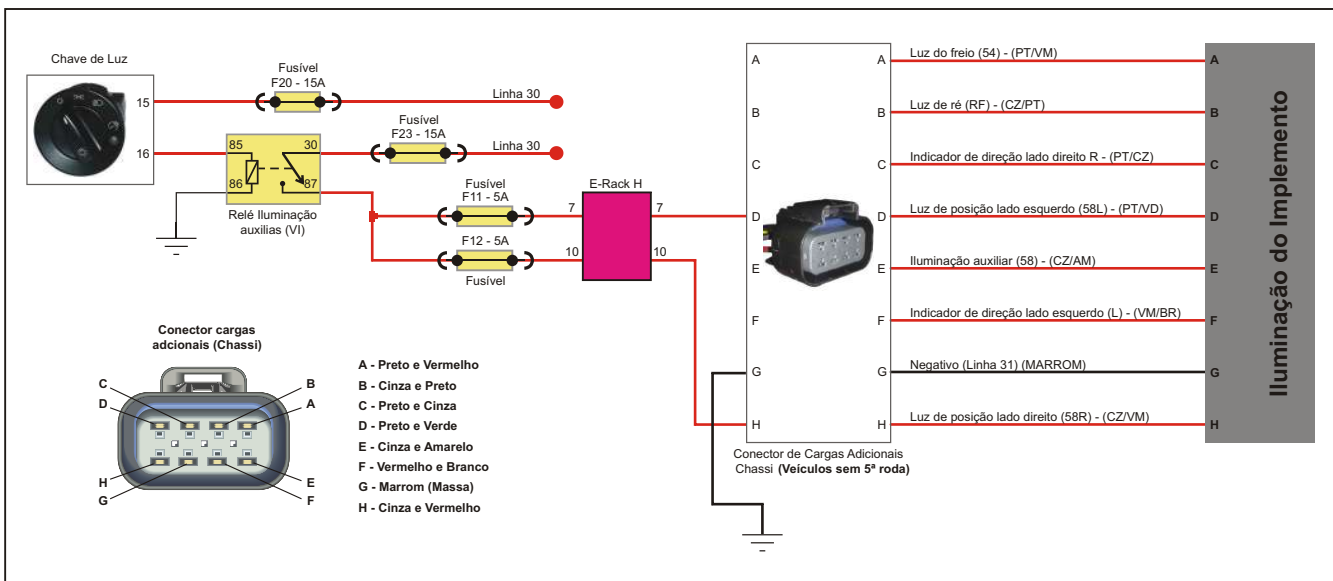 Chave de Luz
15
16
Fusível
F20 - 15A
Linha 30
Fusível
F23 - 15A
Linha 30
85
30
86
87
Relé Iluminação
auxilias (VI)
Fusível
F11 - 5A
F12 - 5A
Fusível
E-Rack H
7
7
10
10
A
B
C
D
E
F
G
H
A
B
C
D
E
F
G
H
Conector de Cargas Adicionais
Chassi (Veículos sem 5ª roda)
Luz do freio (54) - (PT/VM)
Luz de ré (RF) - (CZ/PT)
Indicador de direção lado direito R - (PT/CZ)
Luz de posição lado esquerdo (58L) - (PT/VD)
Iluminação auxiliar (58) - (CZ/AM)
Indicador de direção lado esquerdo (L) - (VM/BR)
Negativo (Linha 31) (MARROM)
Luz de posição lado direito (58R) - (CZ/VM)
A
B
C
D
E
F
G
H
Iluminação do Implemento
Conector cargas
adcionais (Chassi)
C
D
B
A
H
G
E
F
A - Preto e Vermelho
B - Cinza e Preto
C - Preto e Cinza
D - Preto e Verde
E - Cinza e Amarelo
F - Vermelho e Branco
G - Marrom (Massa)
H - Cinza e Vermelho